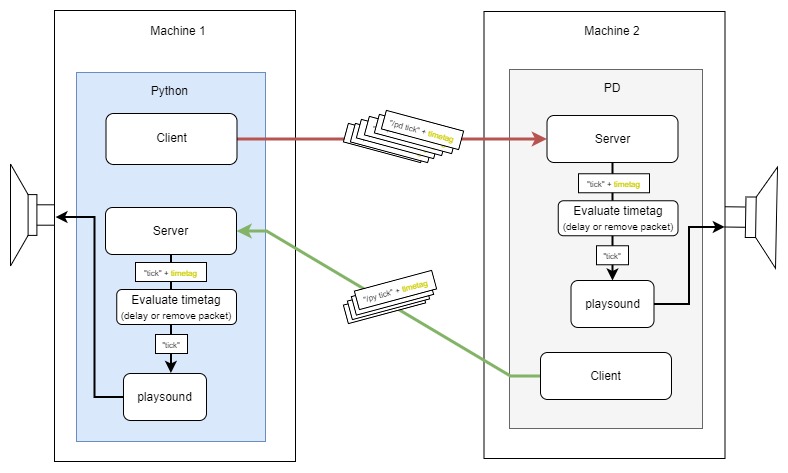 Machine 1
Python
Client
"/pd tick" + timetag
Server
"tick" + timetag
Evaluate timetag
(delay or remove packet)
"tick"
playsound
"/py tick" + timetag
Machine 2
PD
Server
"tick" + timetag
Evaluate timetag
(delay or remove packet)
"tick"
playsound
Client